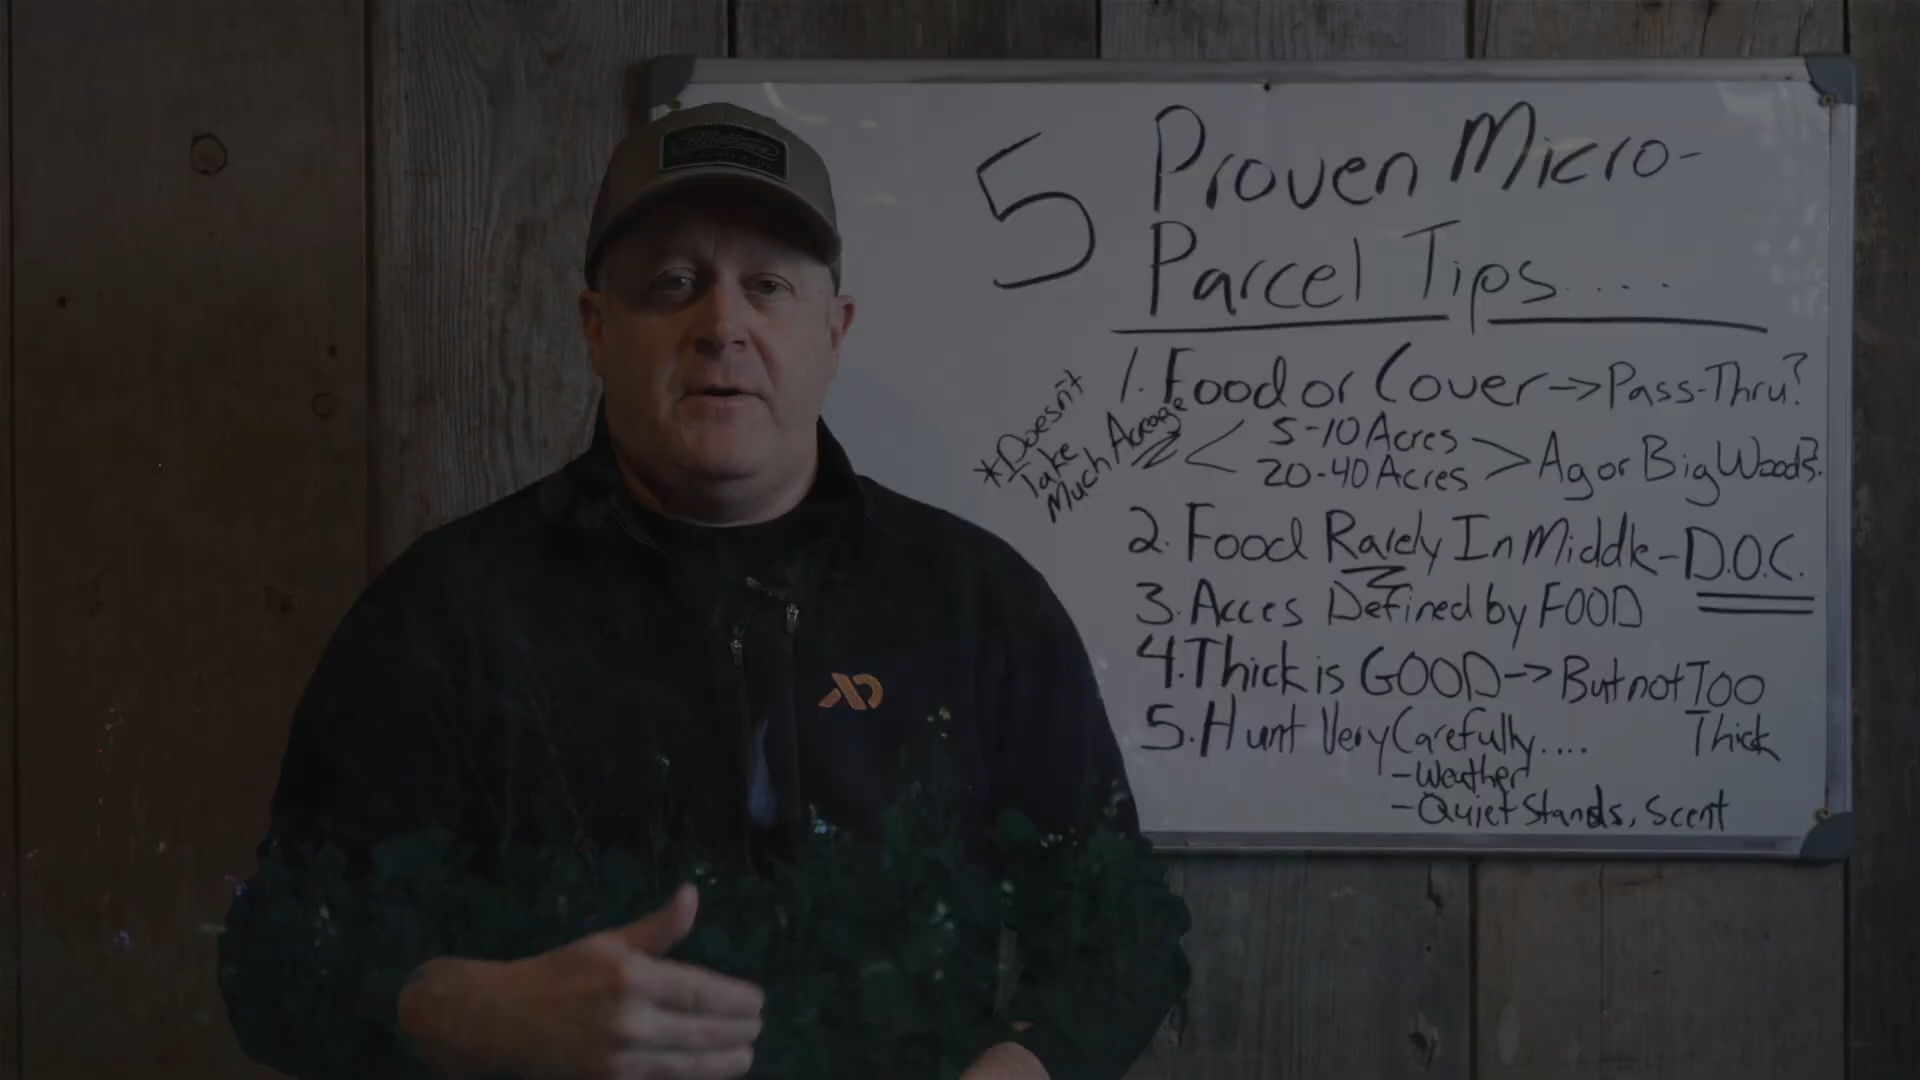 5 Proven Micro-
Parcel Tips.....
1. Food or Cover -> Pass-Thru?
*Doesn't
Take
Much Acreage
< 5-10 Acres
20-40 Acres > Ag or Big Woods?
2. Food Rarely In Middle - D.O.C.
3. Acces Defined by FOOD
4. Thick is GOOD -> But not Too
Thick
5. Hunt Very Carefully....
- Weather
- Quiet Stands, Scent